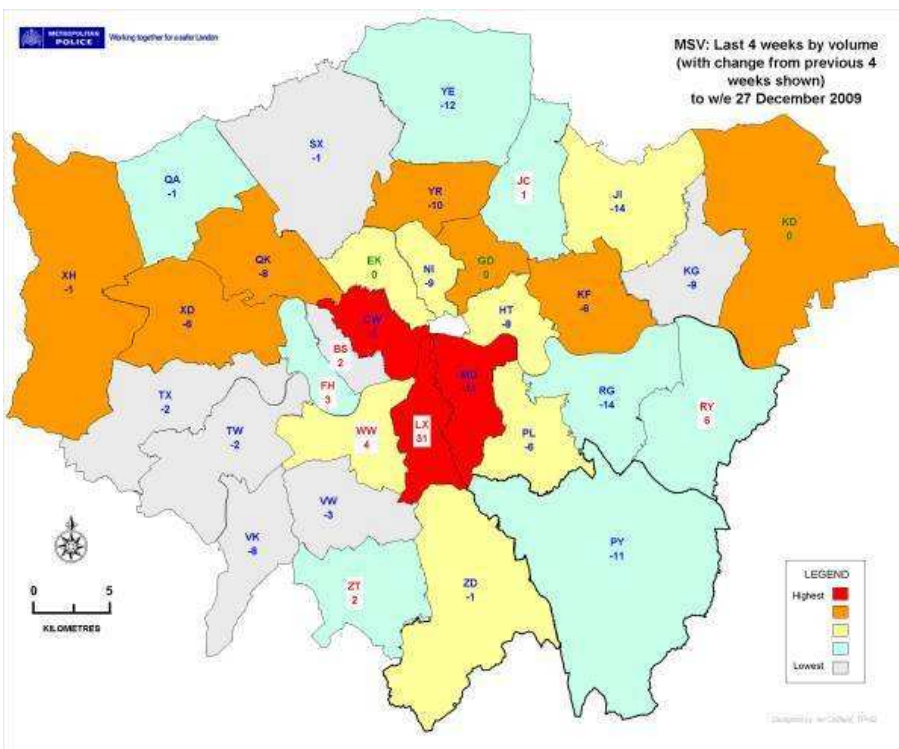 METROPOLITAN
POLICE
Working together for a safer London
MSV: Last 4 weeks by volume
(with change from previous 4
weeks shown)
to w/e 27 December 2009
YE
-12
SX
-1
QA
-1
JC
1
YR
-10
JI
-14
KD
0
XH
-1
QK
-8
EK
0
NI
-9
GD
0
KG
-9
KF
-6
XD
-6
HT
-8
CW
BS
2
MD
FH
3
RG
-14
RY
6
TX
-2
TW
-2
WW
4
LX
31
PL
-6
VW
-3
VK
-8
PY
-11
ZT
2
ZD
-1
0 5
KILOMETRES
LEGEND
Highest
Lowest